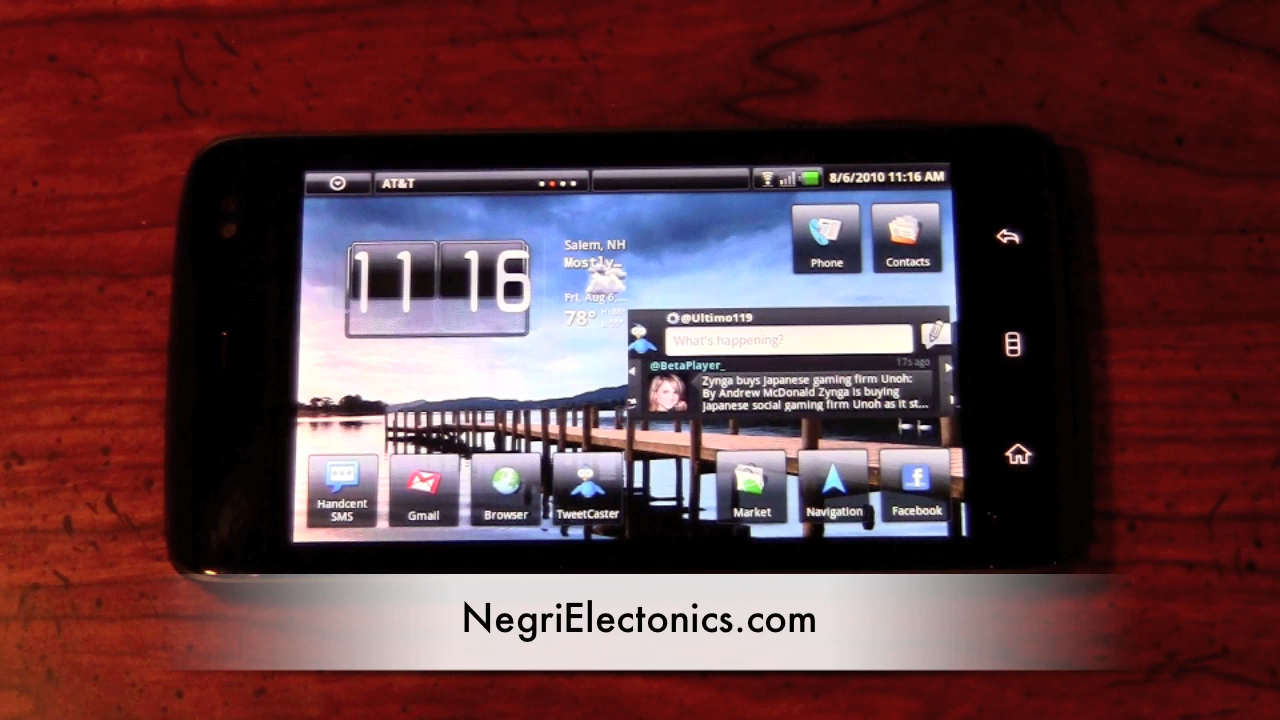 AT&T
8/6/2010 11:16 AM
11 16
Salem, NH
Mostly...
Fri, Aug 6,...
78°
Phone
Contacts
@Ultimo119
What's happening?
@BetaPlayer_
17s ago
Zynga buys Japanese gaming firm Unoh:
By Andrew McDonald Zynga is buying
Japanese social gaming firm Unoh as it st...
Handcent
SMS
Gmail
Browser
TweetCaster
Market
Navigation
Facebook
NegriElectonics.com